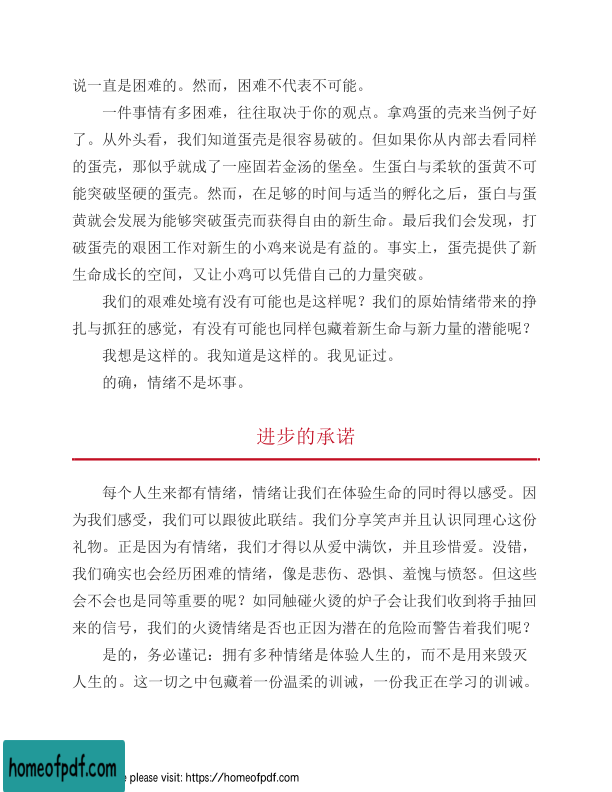 说一直是困难的。然而，困难不代表不可能。
一件事情有多困难，往往取决于你的观点。拿鸡蛋的壳来当例子好
了。从外头看，我们知道蛋壳是很容易破的。但如果你从内部去看同样
的蛋壳，那似乎就成了一座固若金汤的堡垒。生蛋白与柔软的蛋黄不可
能突破坚硬的蛋壳。然而，在足够的时间与适当的孵化之后，蛋白与蛋
黄就会发展为能够突破蛋壳而获得自由的新生命。最后我们会发现，打
破蛋壳的艰困工作对新生的小鸡来说是有益的。事实上，蛋壳提供了新
生命成长的空间，又让小鸡可以凭借自己的力量突破。
我们的艰难处境有没有可能也是这样呢？我们的原始情绪带来的挣
扎与抓狂的感觉，有没有可能也同样包藏着新生命与新力量的潜能呢？
我想是这样的。我知道是这样的。我见证过。
的确，情绪不是坏事。
进步的承诺
每个人生来都有情绪，情绪让我们在体验生命的同时得以感受。因
为我们感受，我们可以跟彼此联结。我们分享笑声并且认识同理心这份
礼物。正是因为有情绪，我们才得以从爱中满饮，并且珍惜爱。没错，
我们确实也会经历困难的情绪，像是悲伤、恐惧、羞愧与愤怒。但这些
会不会也是同等重要的呢？如同触碰火烫的炉子会让我们收到将手抽回
来的信号，我们的火烫情绪是否也正因为潜在的危险而警告着我们呢？
是的，务必谨记：拥有多种情绪是体验人生的，而不是用来毁灭
人生的。这一切之中包藏着一份温柔的训诫，一份我正在学习的训诫。
homeofpdf.com
e please visit: https://homeofpdf.com